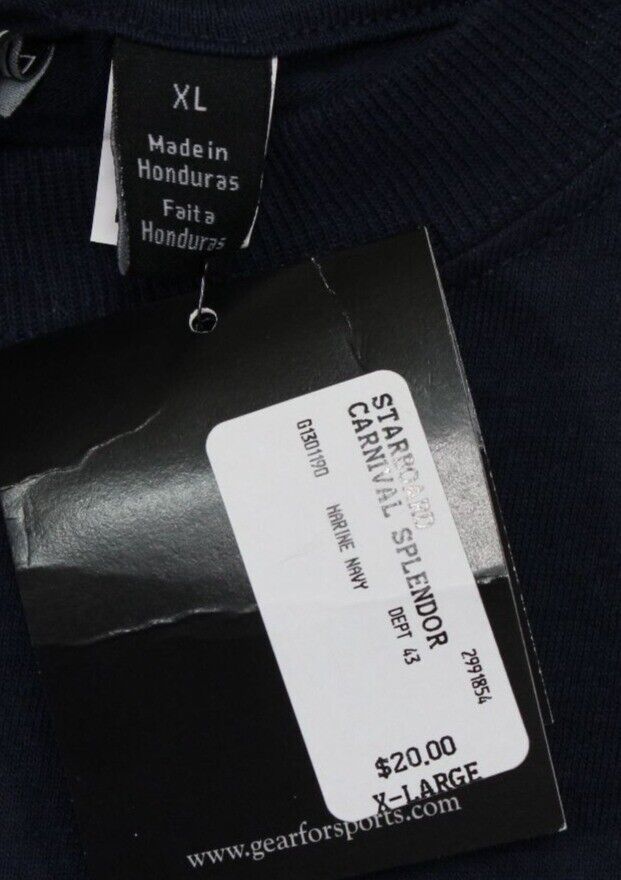 XL
Made in
Honduras
Fait a
Honduras
STARBOARD
CARNIVAL SPLENDOR
G1301190
MARINE NAVY
DEPT 43
2991854
$20.00
X-LARGE
www.gearforsports.com